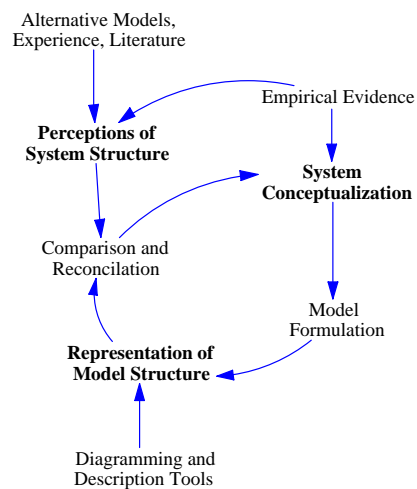 Alternative Models,
Experience, Literature
Empirical Evidence
Perceptions of
System Structure
System
Conceptualization
Comparison and
Reconcilation
Model
Formulation
Representation of
Model Structure
Diagramming and
Description Tools